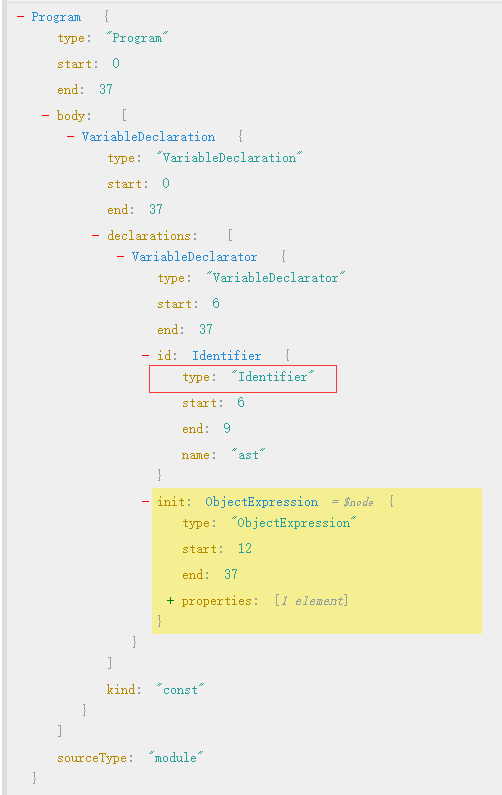 − Program {
type: "Program"
start: 0
end: 37
− body: [
− VariableDeclaration {
type: "VariableDeclaration"
start: 0
end: 37
− declarations: [
− VariableDeclarator {
type: "VariableDeclarator"
start: 6
end: 37
− id: Identifier {
type: "Identifier"
start: 6
end: 9
name: "ast"
}
− init: ObjectExpression = $node {
type: "ObjectExpression"
start: 12
end: 37
+ properties: [1 element]
}
}
]
kind: "const"
}
]
sourceType: "module"
}